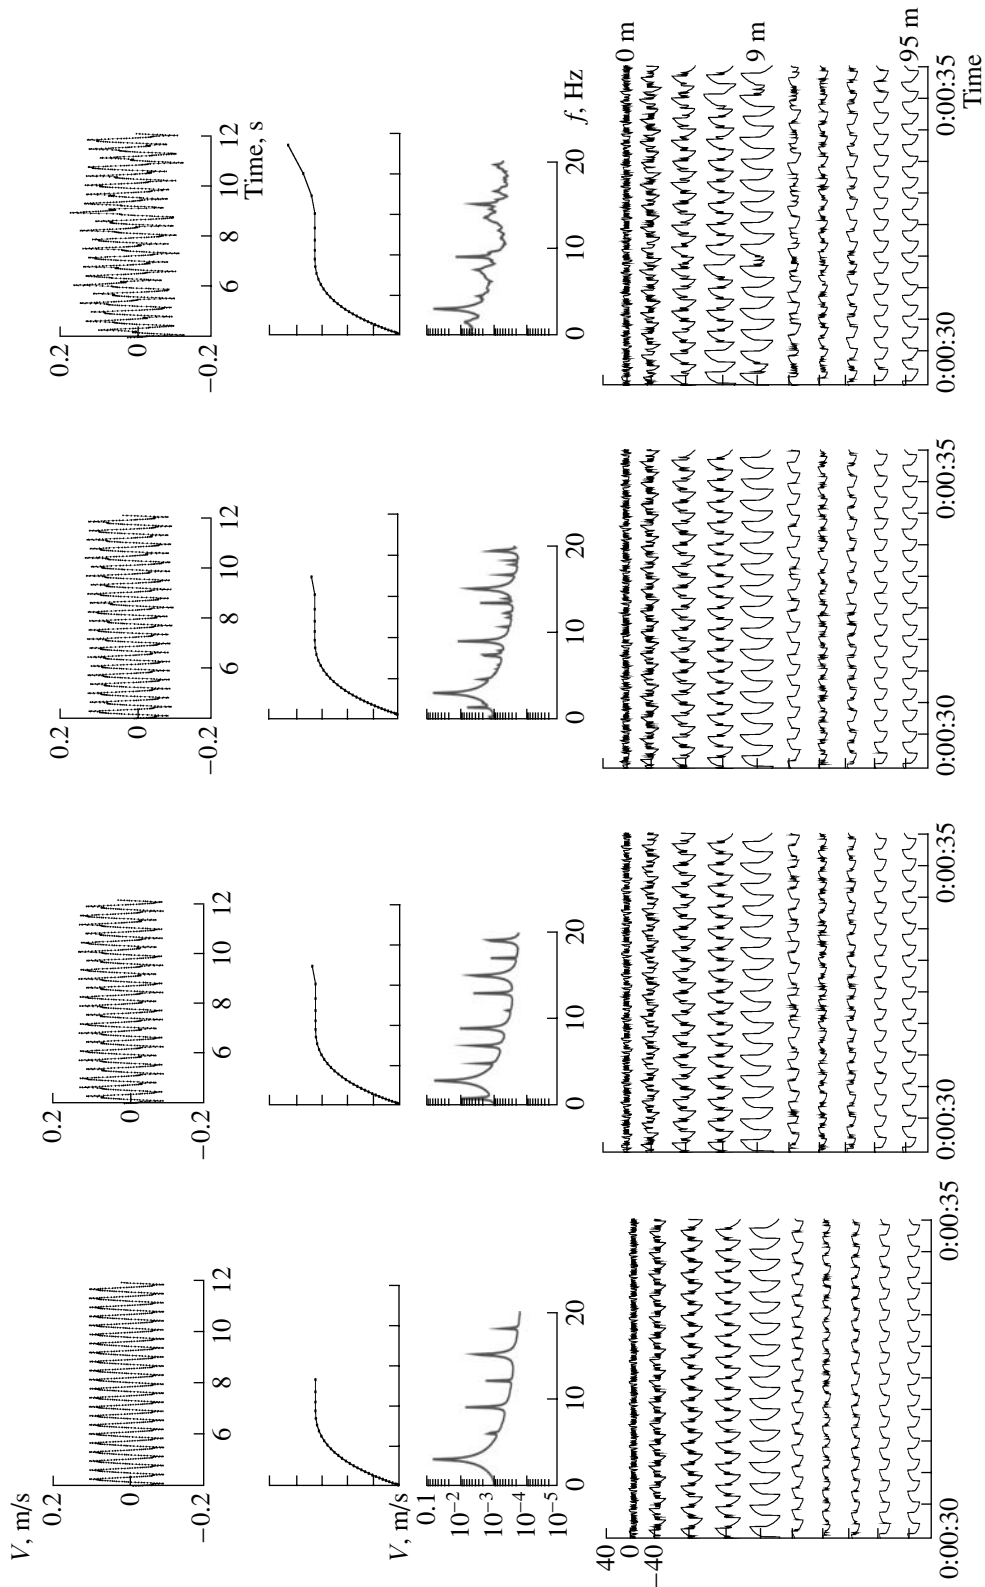 V, m/s
0.2 0.2 0.2 0.2
0 0 0 0
−0.2 −0.2 −0.2 −0.2
6 8 10 12 6 8 10 12 6 8 10 12 6 8 10 12
Time, s
V, m/s
0.1
10−2
10−3
10−4
10−5
0 10 20 0 10 20 0 10 20 0 10 20
f, Hz
40
0 0 m
−40
9 m
95 m
0:00:30 0:00:35 0:00:30 0:00:35 0:00:30 0:00:35 0:00:30 0:00:35
Time